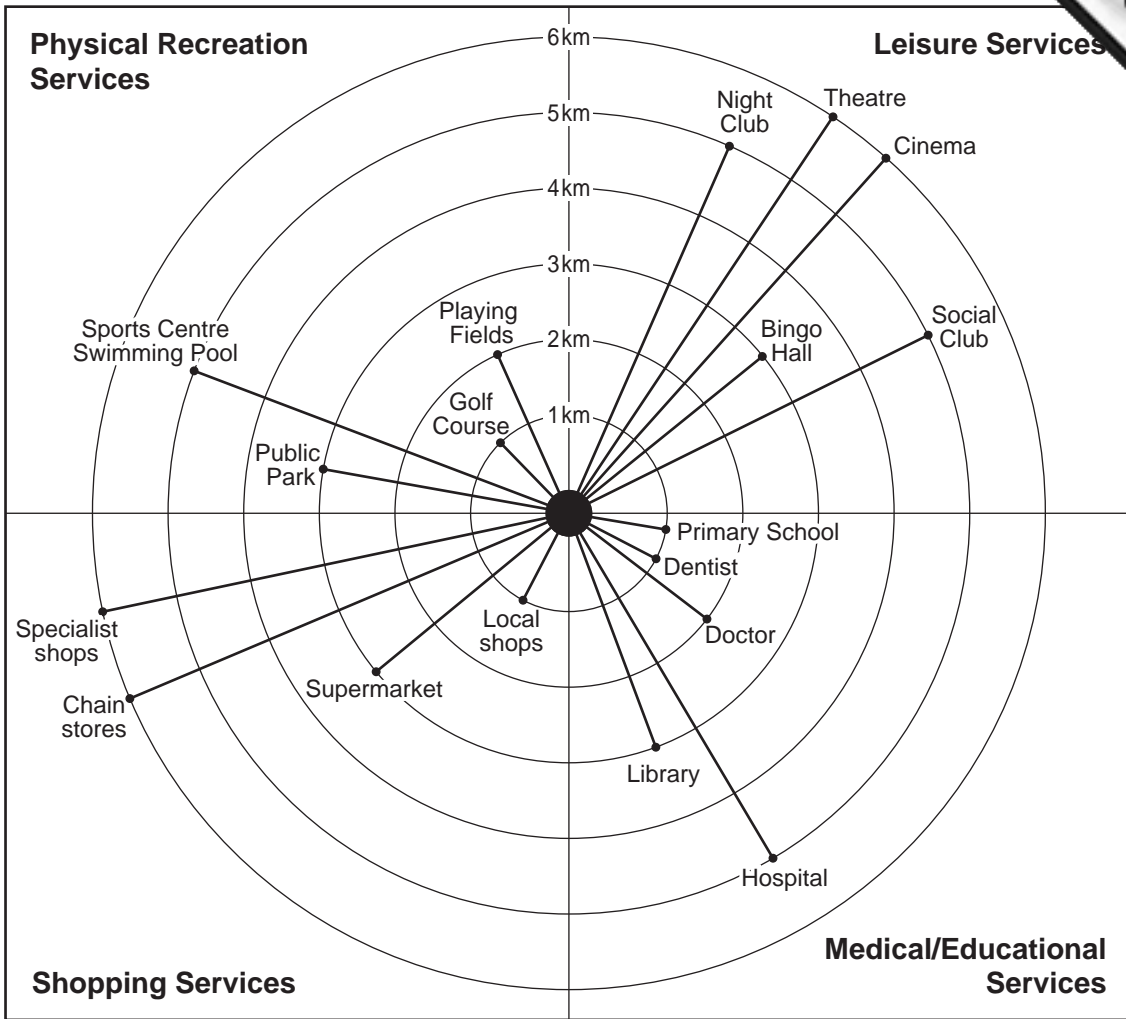 Physical Recreation
Services
Leisure Services
6km
5km
4km
3km
2km
1km
Night
Club
Theatre
Cinema
Social
Club
Bingo
Hall
Playing
Fields
Golf
Course
Sports Centre
Swimming Pool
Public
Park
Primary School
Dentist
Doctor
Library
Hospital
Local
shops
Supermarket
Specialist
shops
Chain
stores
Shopping Services
Medical/Educational
Services